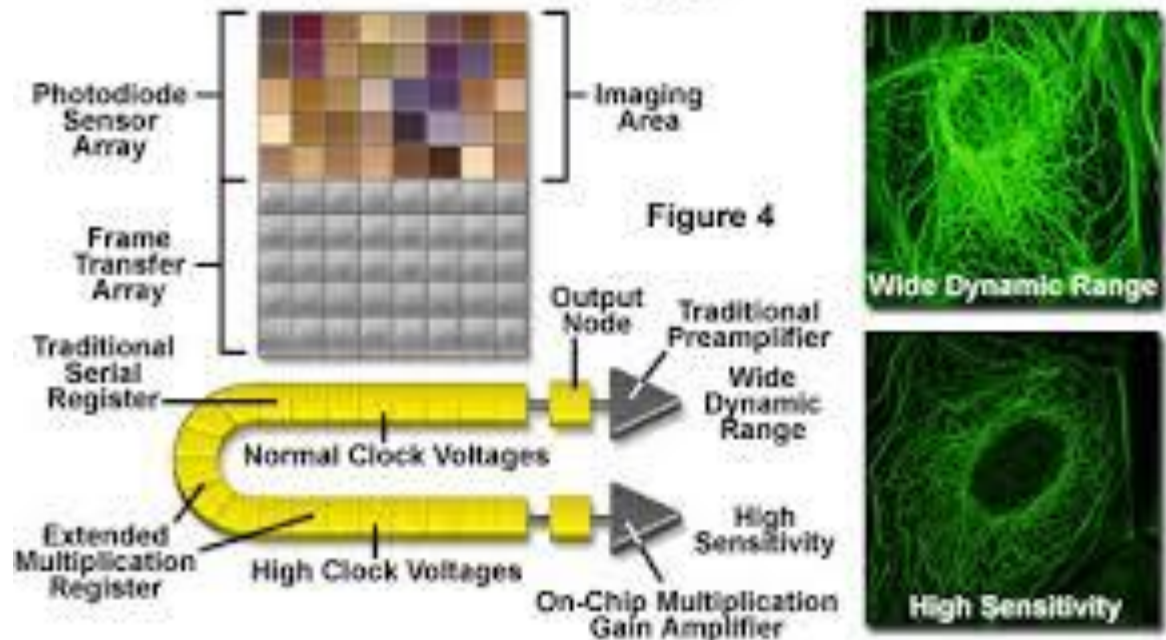 Photodiode
Sensor
Array
Imaging
Area
Figure 4
Frame
Transfer
Array
Output
Node
Traditional
Preamplifier
Traditional
Serial
Register
Wide
Dynamic
Range
Normal Clock Voltages
Extended
Multiplication
Register
High Clock Voltages
High
Sensitivity
On-Chip Multiplication
Gain Amplifier
Wide Dynamic Range
High Sensitivity